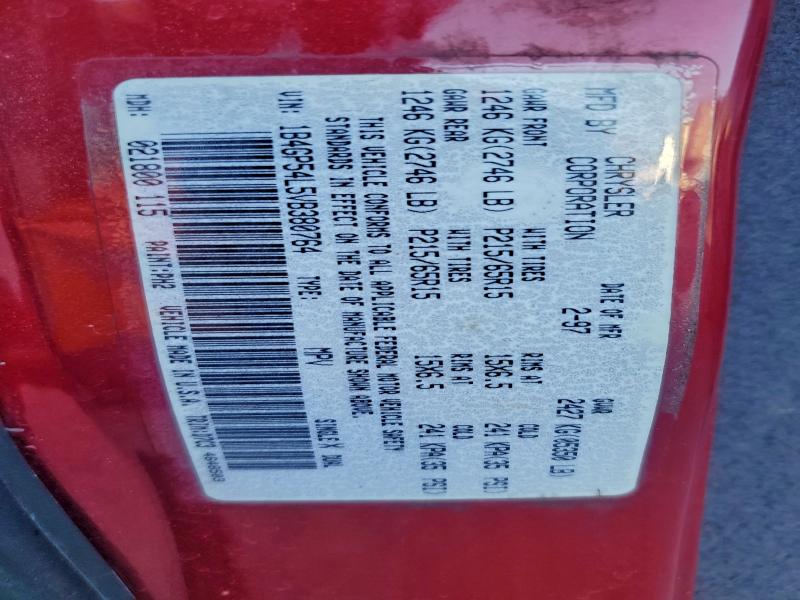 MFD BY CHRYSLER CORPORATION DATE OF MFR 2-97 GVWR 2427 KG(05350 LB)
GAWR FRONT WITH TIRES RIMS AT COLD
1246 KG(2746 LB) P215/65R15 15X6.5 241 KPA(35 PSI)
GAWR REAR WITH TIRES RIMS AT COLD
1246 KG(2746 LB) P215/65R15 15X6.5 241 KPA(35 PSI)
THIS VEHICLE CONFORMS TO ALL APPLICABLE FEDERAL MOTOR VEHICLE SAFETY
STANDARDS IN EFFECT ON THE DATE OF MANUFACTURE SHOWN ABOVE.
VIN: 1B4GP54L5VB380764 TYPE: MPV SINGLE X DUAL
MDH: 021800 115 PAINT: VEHICLE MADE IN U.S.A.